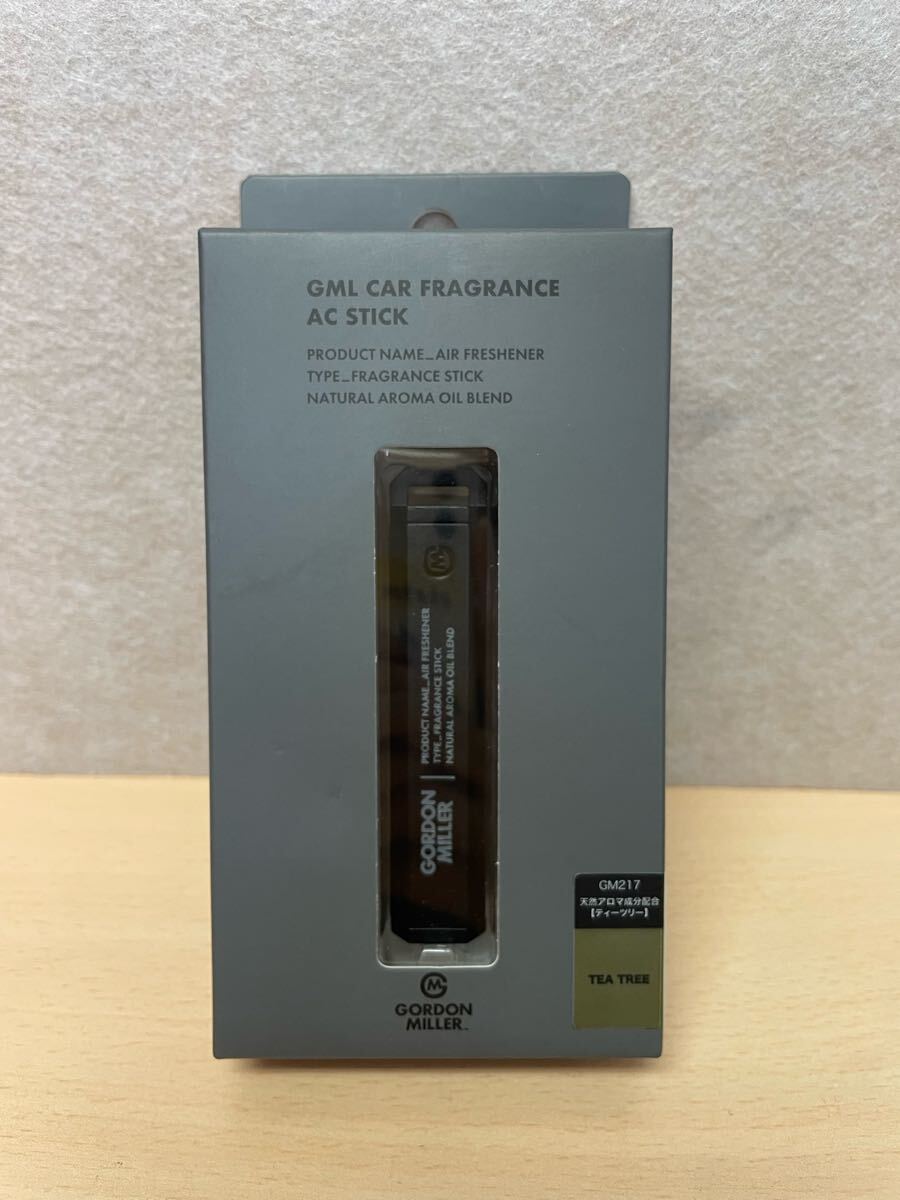 GML CAR FRAGRANCE
AC STICK
PRODUCT NAME_AIR FRESHENER
TYPE_FRAGRANCE STICK
NATURAL AROMA OIL BLEND
GORDON
MILLER
PRODUCT NAME_AIR FRESHENER
TYPE_FRAGRANCE STICK
NATURAL AROMA OIL BLEND
GM217
天然アロマ成分配合
【ティーツリー】
TEA TREE
GORDON
MILLER™